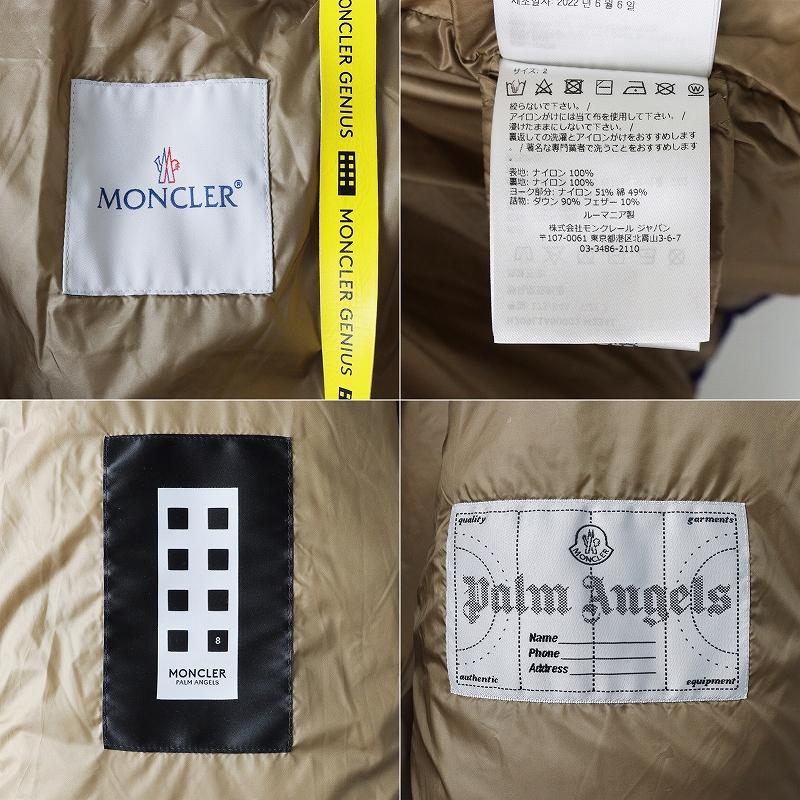 MONCLER®
ONCLER GENIUS
MONCLER GENIUS
제조일자: 2022 년 6 월 6일
サイズ: 2
絞らないで下さい。 /
アイロンがけには当て布を使用して下さい。 /
浸けたままにしないで下さい。 /
裏返しての洗濯とアイロンがけをおすすめします
。 / 著名な専門業者で洗うことをおすすめします
。
表地: ナイロン 100%
裏地: ナイロン 100%
ヨーク部分: ナイロン 51% 綿 49%
詰物: ダウン 90% フェザー 10%
ルーマニア製
株式会社モンクレール ジャパン
〒107-0061 東京都港区北青山3-6-7
03-3486-2110
8
MONCLER
PALM ANGELS
quality
garments
MONCLER
Palm Angels
Name
Phone
Address
authentic
equipment